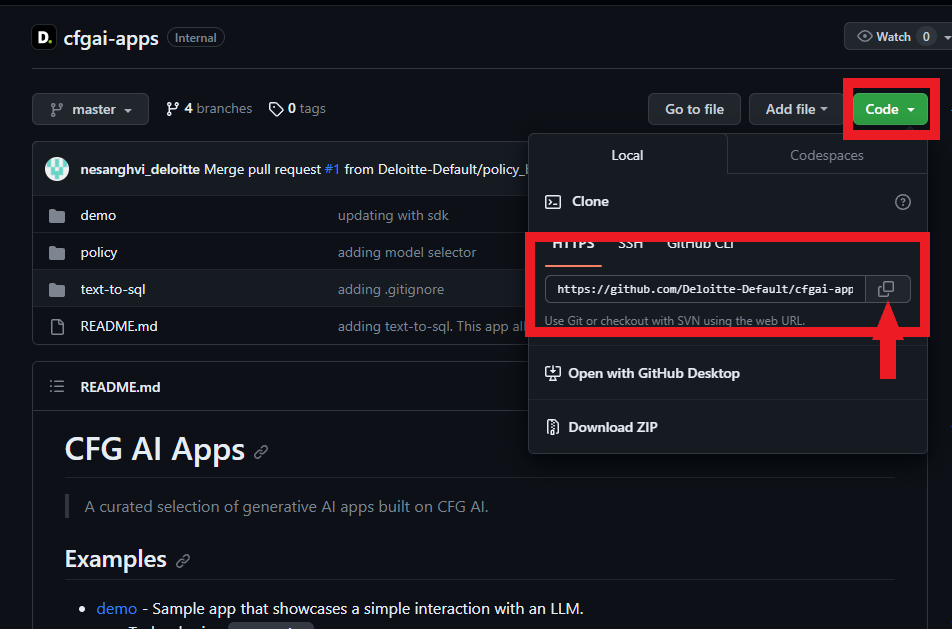 D. cfgai-apps Internal Watch 0
master 4 branches 0 tags Go to file Add file Code
Local Codespaces
nesanghvi_deloitte Merge pull request #1 from Deloitte-Default/policy_
demo updating with sdk
Clone
policy adding model selector
HTTPS SSH GitHub CLI
text-to-sql adding .gitignore
https://github.com/Deloitte-Default/cfgai-app
README.md adding text-to-sql. This app
Use Git or checkout with SVN using the web URL.
Open with GitHub Desktop
README.md
Download ZIP
CFG AI Apps
A curated selection of generative AI apps built on CFG AI.
Examples
demo - Sample app that showcases a simple interaction with an LLM.